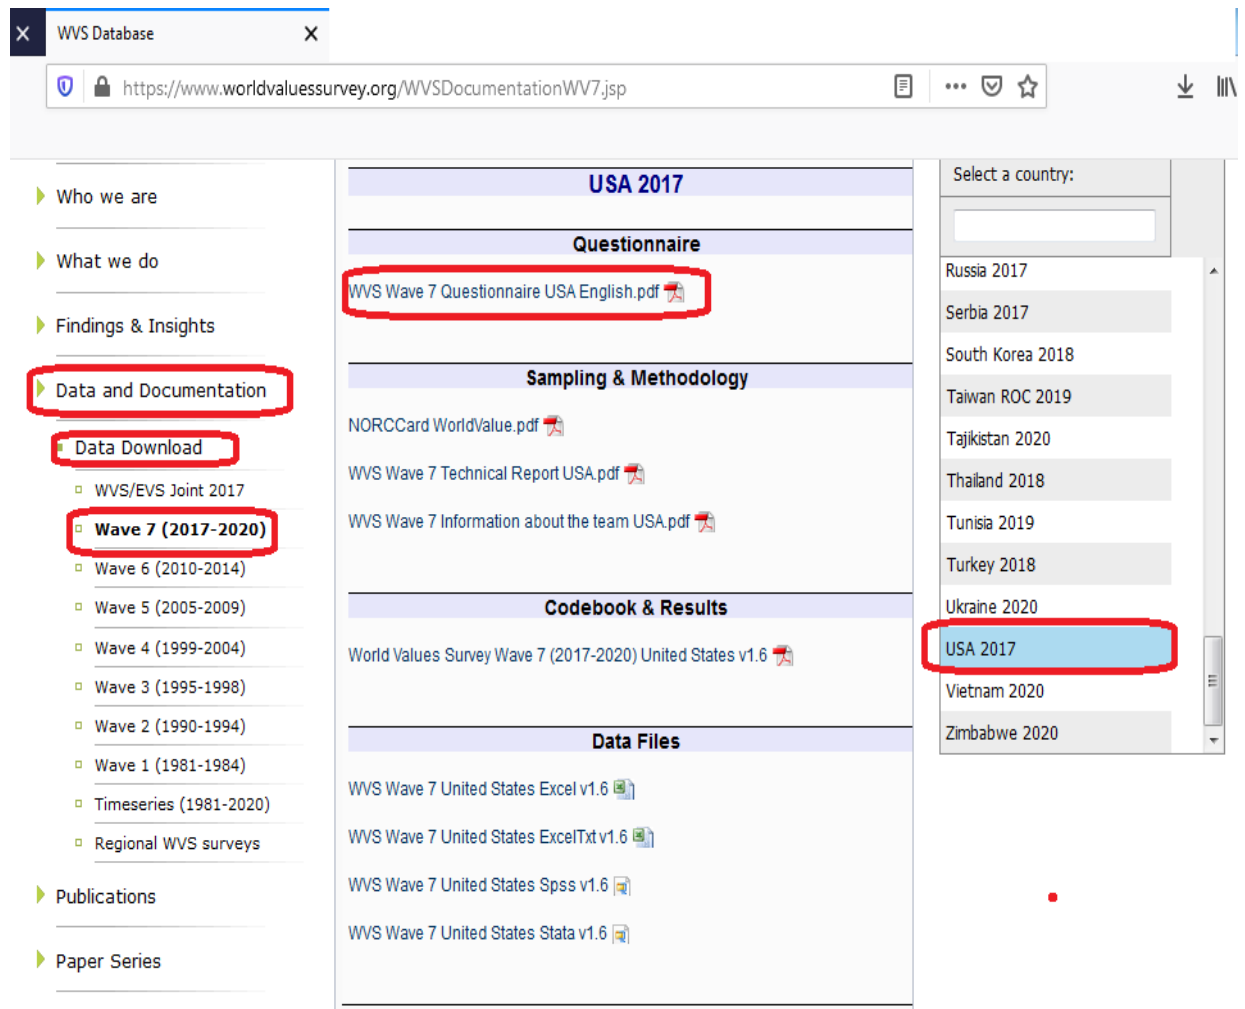 WVS Database
https://www.worldvaluessurvey.org/WVSDocumentationWV7.jsp
Who we are
What we do
Findings & Insights
Data and Documentation
Data Download
WVS/EVS Joint 2017
Wave 7 (2017-2020)
Wave 6 (2010-2014)
Wave 5 (2005-2009)
Wave 4 (1999-2004)
Wave 3 (1995-1998)
Wave 2 (1990-1994)
Wave 1 (1981-1984)
Timeseries (1981-2020)
Regional WVS surveys
Publications
Paper Series
USA 2017
Questionnaire
WVS Wave 7 Questionnaire USA English.pdf
Sampling & Methodology
NORCCard WorldValue.pdf
WVS Wave 7 Technical Report USA.pdf
WVS Wave 7 Information about the team USA.pdf
Codebook & Results
World Values Survey Wave 7 (2017-2020) United States v1.6
Data Files
WVS Wave 7 United States Excel v1.6
WVS Wave 7 United States ExcelTxt v1.6
WVS Wave 7 United States Spss v1.6
WVS Wave 7 United States Stata v1.6
Select a country:
Russia 2017
Serbia 2017
South Korea 2018
Taiwan ROC 2019
Tajikistan 2020
Thailand 2018
Tunisia 2019
Turkey 2018
Ukraine 2020
USA 2017
Vietnam 2020
Zimbabwe 2020